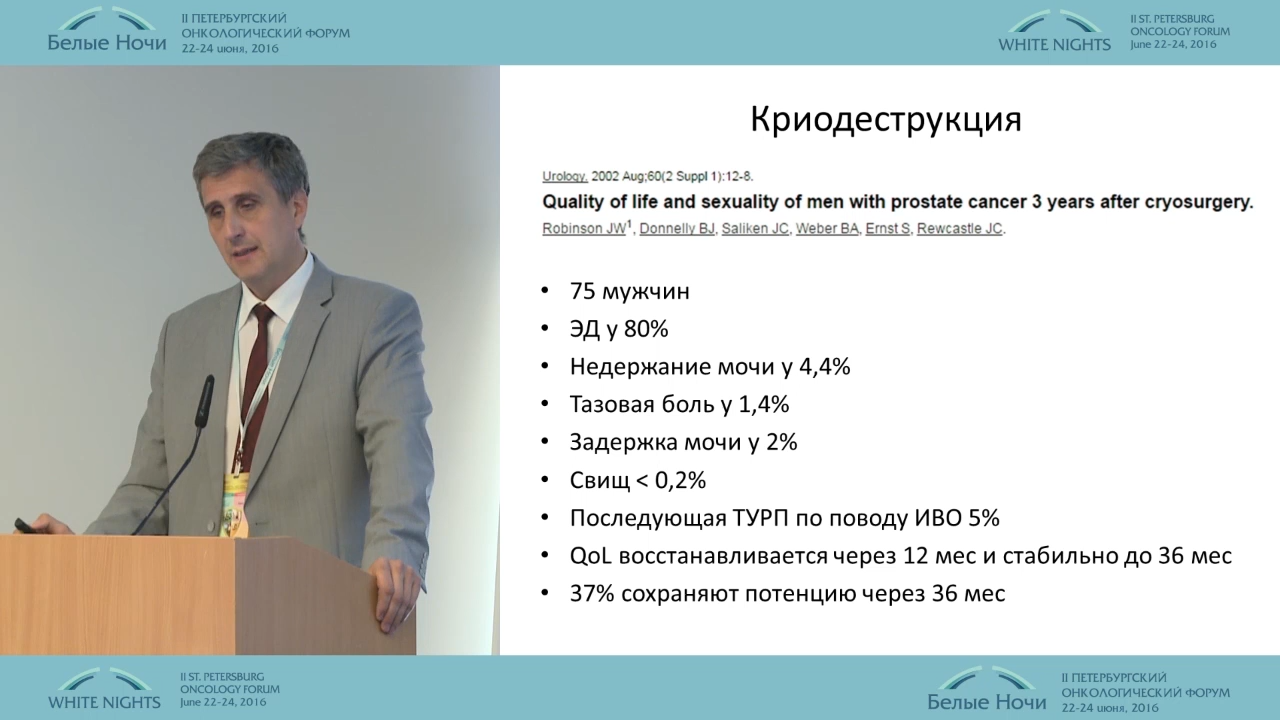 II ПЕТЕРБУРГСКИЙ
ОНКОЛОГИЧЕСКИЙ ФОРУМ
Белые Ночи
22-24 июня, 2016
II ST. PETERSBURG
ONCOLOGY FORUM
WHITE NIGHTS
June 22-24, 2016
Криодеструкция
Urology. 2002 Aug;60(2 Suppl 1):12-8.
Quality of life and sexuality of men with prostate cancer 3 years after cryosurgery.
Robinson JW1, Donnelly BJ, Saliken JC, Weber BA, Ernst S, Rewcastle JC.
• 75 мужчин
• ЭД у 80%
• Недержание мочи у 4,4%
• Тазовая боль у 1,4%
• Задержка мочи у 2%
• Свищ < 0,2%
• Последующая ТУРП по поводу ИВО 5%
• QoL восстанавливается через 12 мес и стабильно до 36 мес
• 37% сохраняют потенцию через 36 мес
II ST. PETERSBURG
ONCOLOGY FORUM
WHITE NIGHTS
June 22-24, 2016
II ПЕТЕРБУРГСКИЙ
ОНКОЛОГИЧЕСКИЙ ФОРУМ
Белые Ночи
22-24 июня, 2016